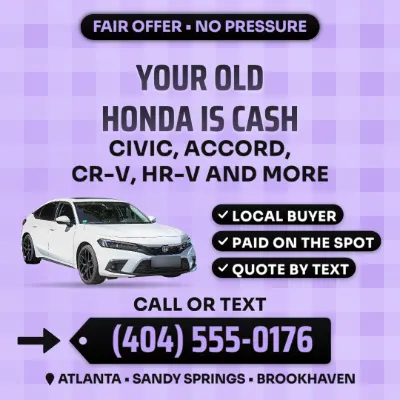 FAIR OFFER • NO PRESSURE
YOUR OLD
HONDA IS CASH
CIVIC, ACCORD,
CR-V, HR-V AND MORE
LOCAL BUYER
PAID ON THE SPOT
QUOTE BY TEXT
CALL OR TEXT
(404) 555-0176
ATLANTA • SANDY SPRINGS • BROOKHAVEN